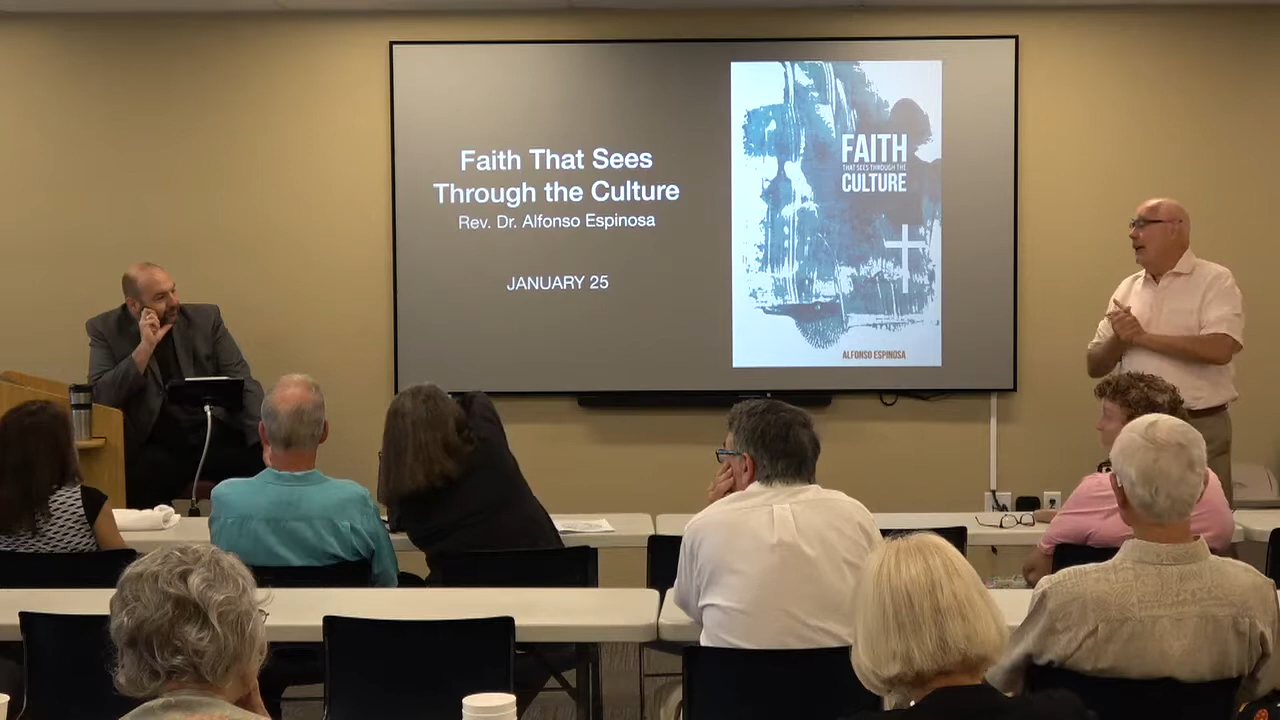 Faith That Sees
Through the Culture
Rev. Dr. Alfonso Espinosa
JANUARY 25
FAITH
THAT SEES THROUGH THE
CULTURE
ALFONSO ESPINOSA